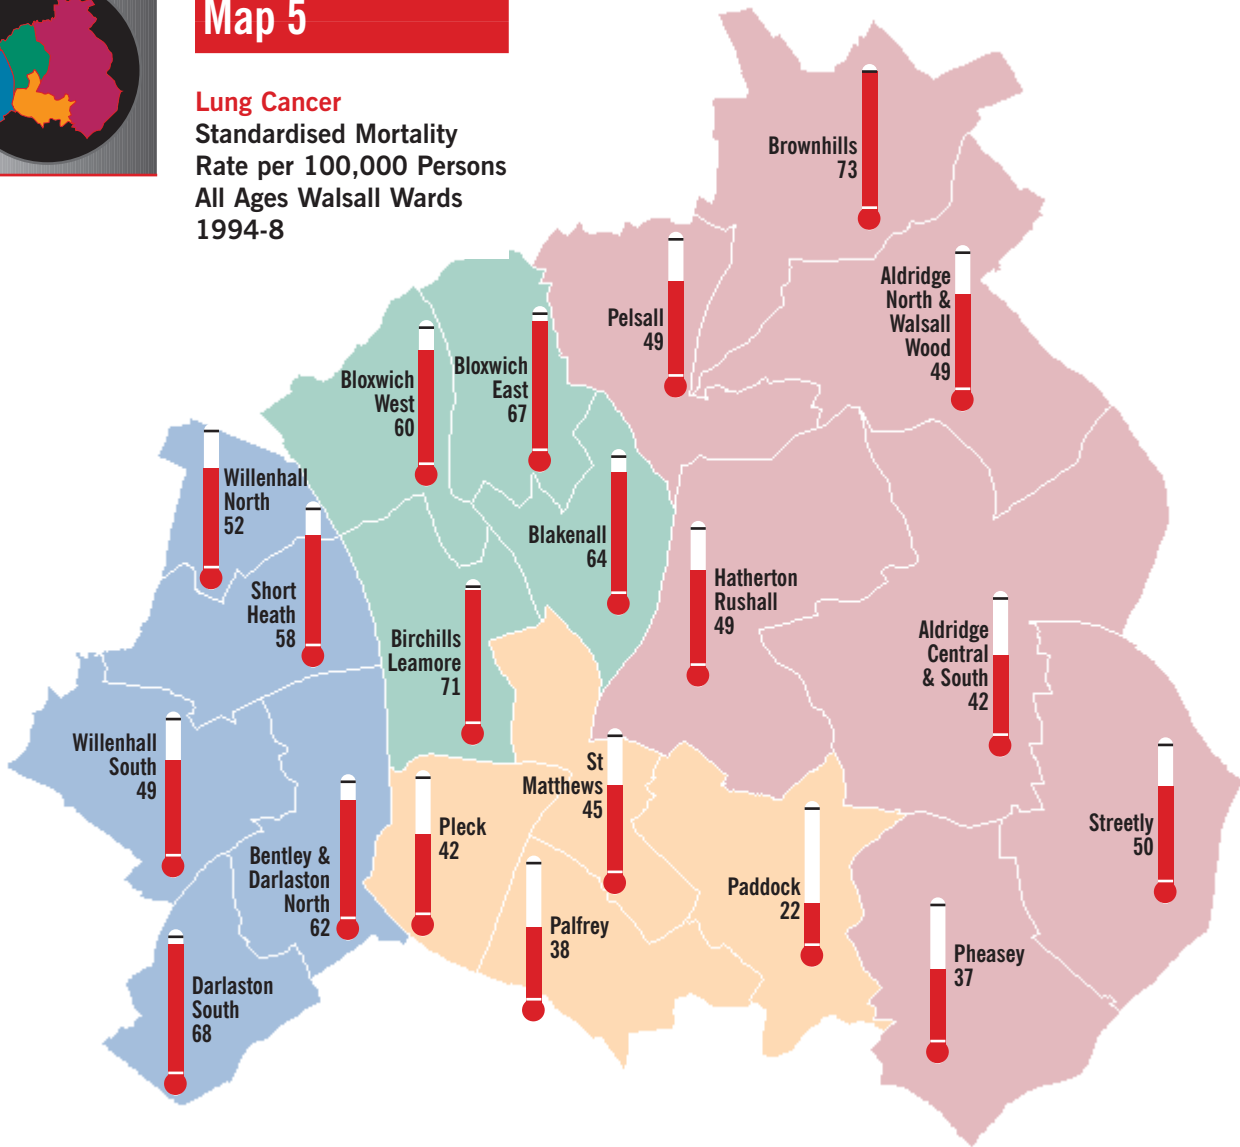 Map 5
Lung Cancer
Standardised Mortality
Rate per 100,000 Persons
All Ages Walsall Wards
1994-8
Brownhills
73
Aldridge
North &
Walsall
Wood
49
Pelsall
49
Bloxwich
West
60
Bloxwich
East
67
Willenhall
North
52
Blakenall
64
Short
Heath
58
Hatherton
Rushall
49
Birchills
Leamore
71
Aldridge
Central
& South
42
Willenhall
South
49
St
Matthews
45
Pleck
42
Streetly
50
Bentley &
Darlaston
North
62
Paddock
22
Palfrey
38
Pheasey
37
Darlaston
South
68